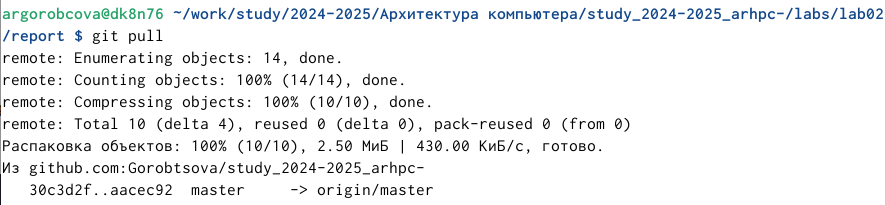 argorobcova@dk8n76 ~/work/study/2024-2025/Архитектура компьютера/study_2024-2025_arhpc-/labs/lab02
/report $ git pull
remote: Enumerating objects: 14, done.
remote: Counting objects: 100% (14/14), done.
remote: Compressing objects: 100% (10/10), done.
remote: Total 10 (delta 4), reused 0 (delta 0), pack-reused 0 (from 0)
Распаковка объектов: 100% (10/10), 2.50 МиБ | 430.00 КиБ/с, готово.
Из github.com:Gorobtsova/study_2024-2025_arhpc-
   30c3d2f..aacec92  master     -> origin/master